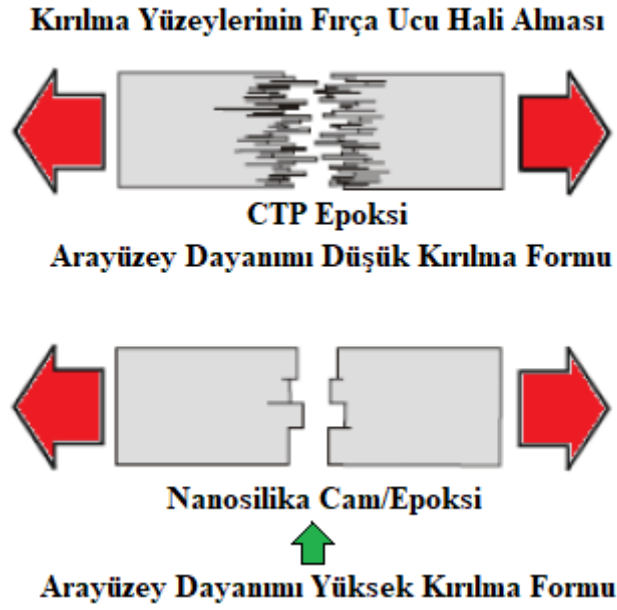 Kırılma Yüzeylerinin Fırça Ucu Hali Alması
CTP Epoksi
Arayüzey Dayanımı Düşük Kırılma Formu
Nanosilika Cam/Epoksi
Arayüzey Dayanımı Yüksek Kırılma Formu